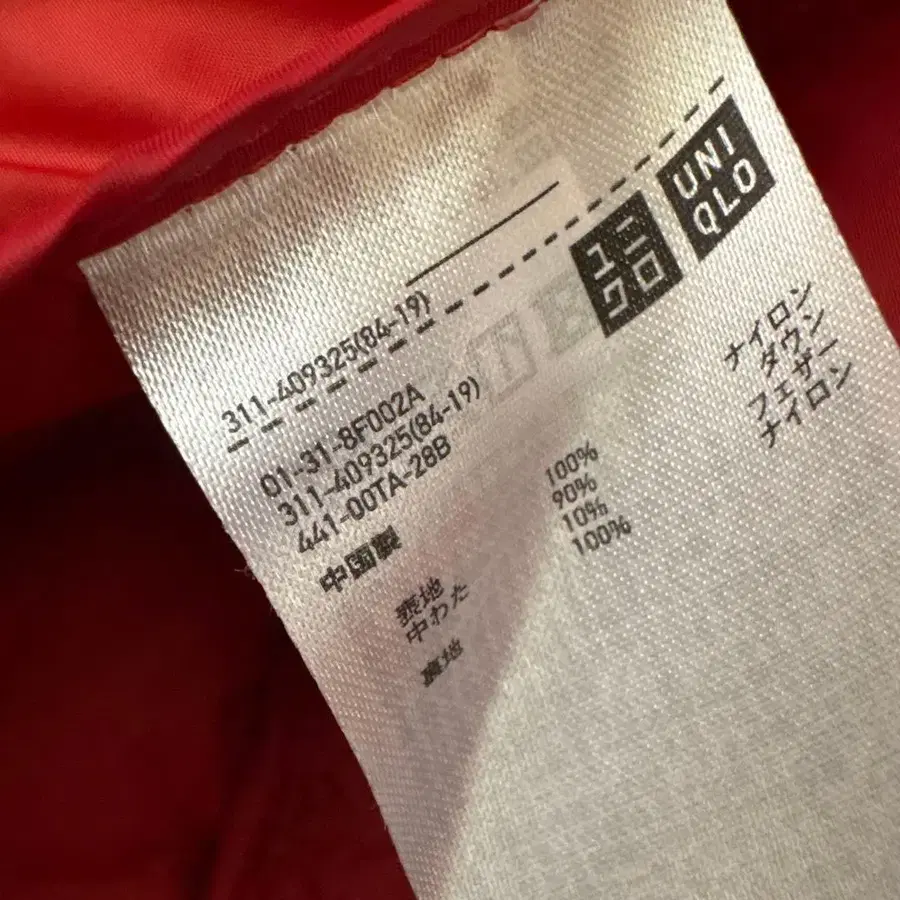 ユニ
クロ
UNI
QLO
311-409325(84-19)
01-31-8F002A
311-409325(84-19)
441-00TA-28B
中国製
表地 100% ナイロン
中わた 90% ダウン
10% フェザー
裏地 100% ナイロン